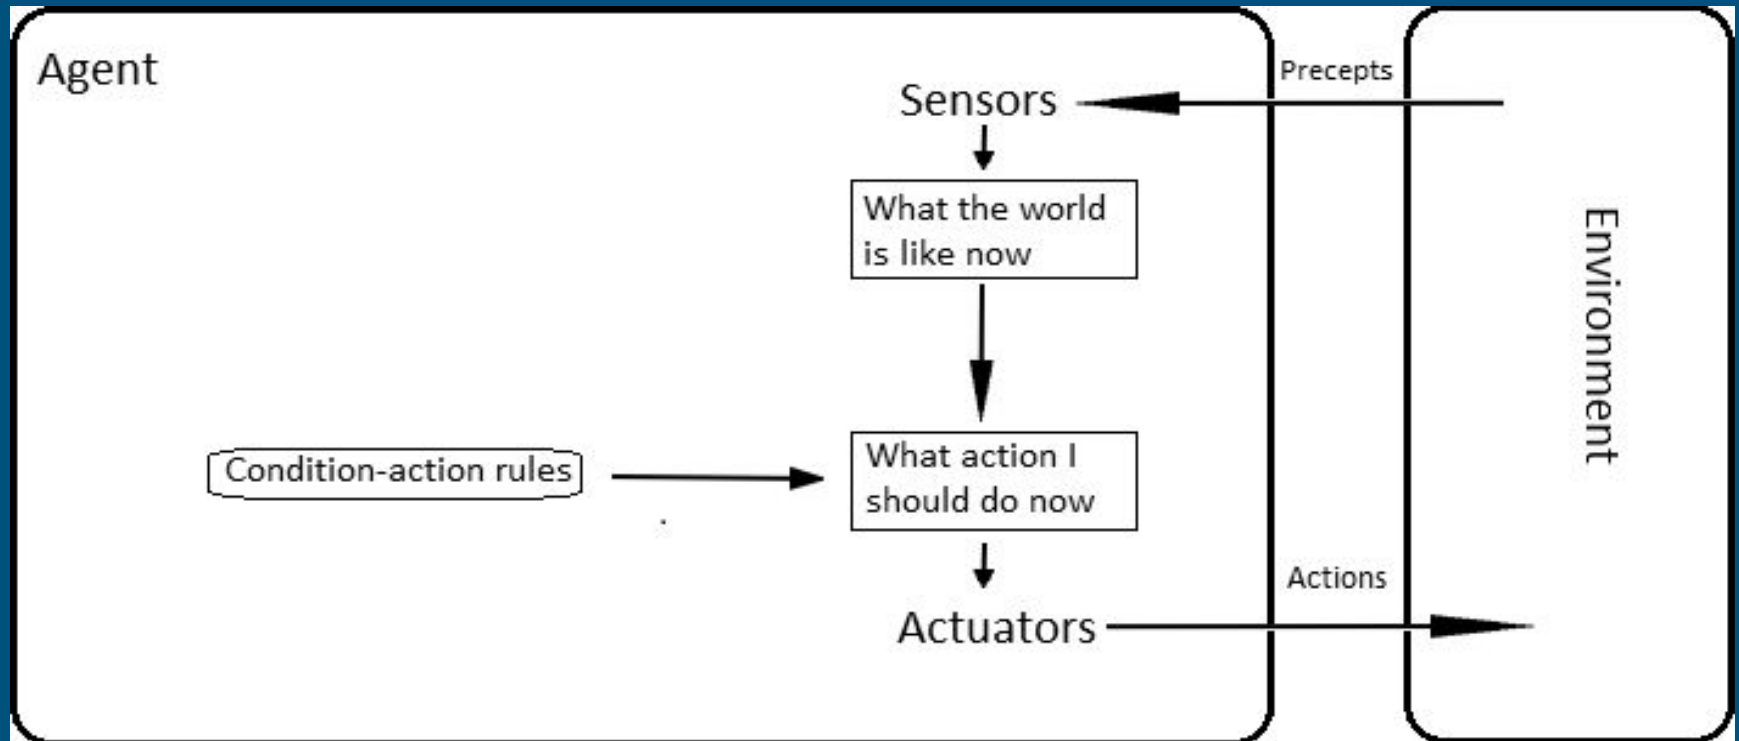 Agent
Precepts
Sensors
What the world
is like now
Environment
Condition-action rules
What action I
should do now
Actions
Actuators